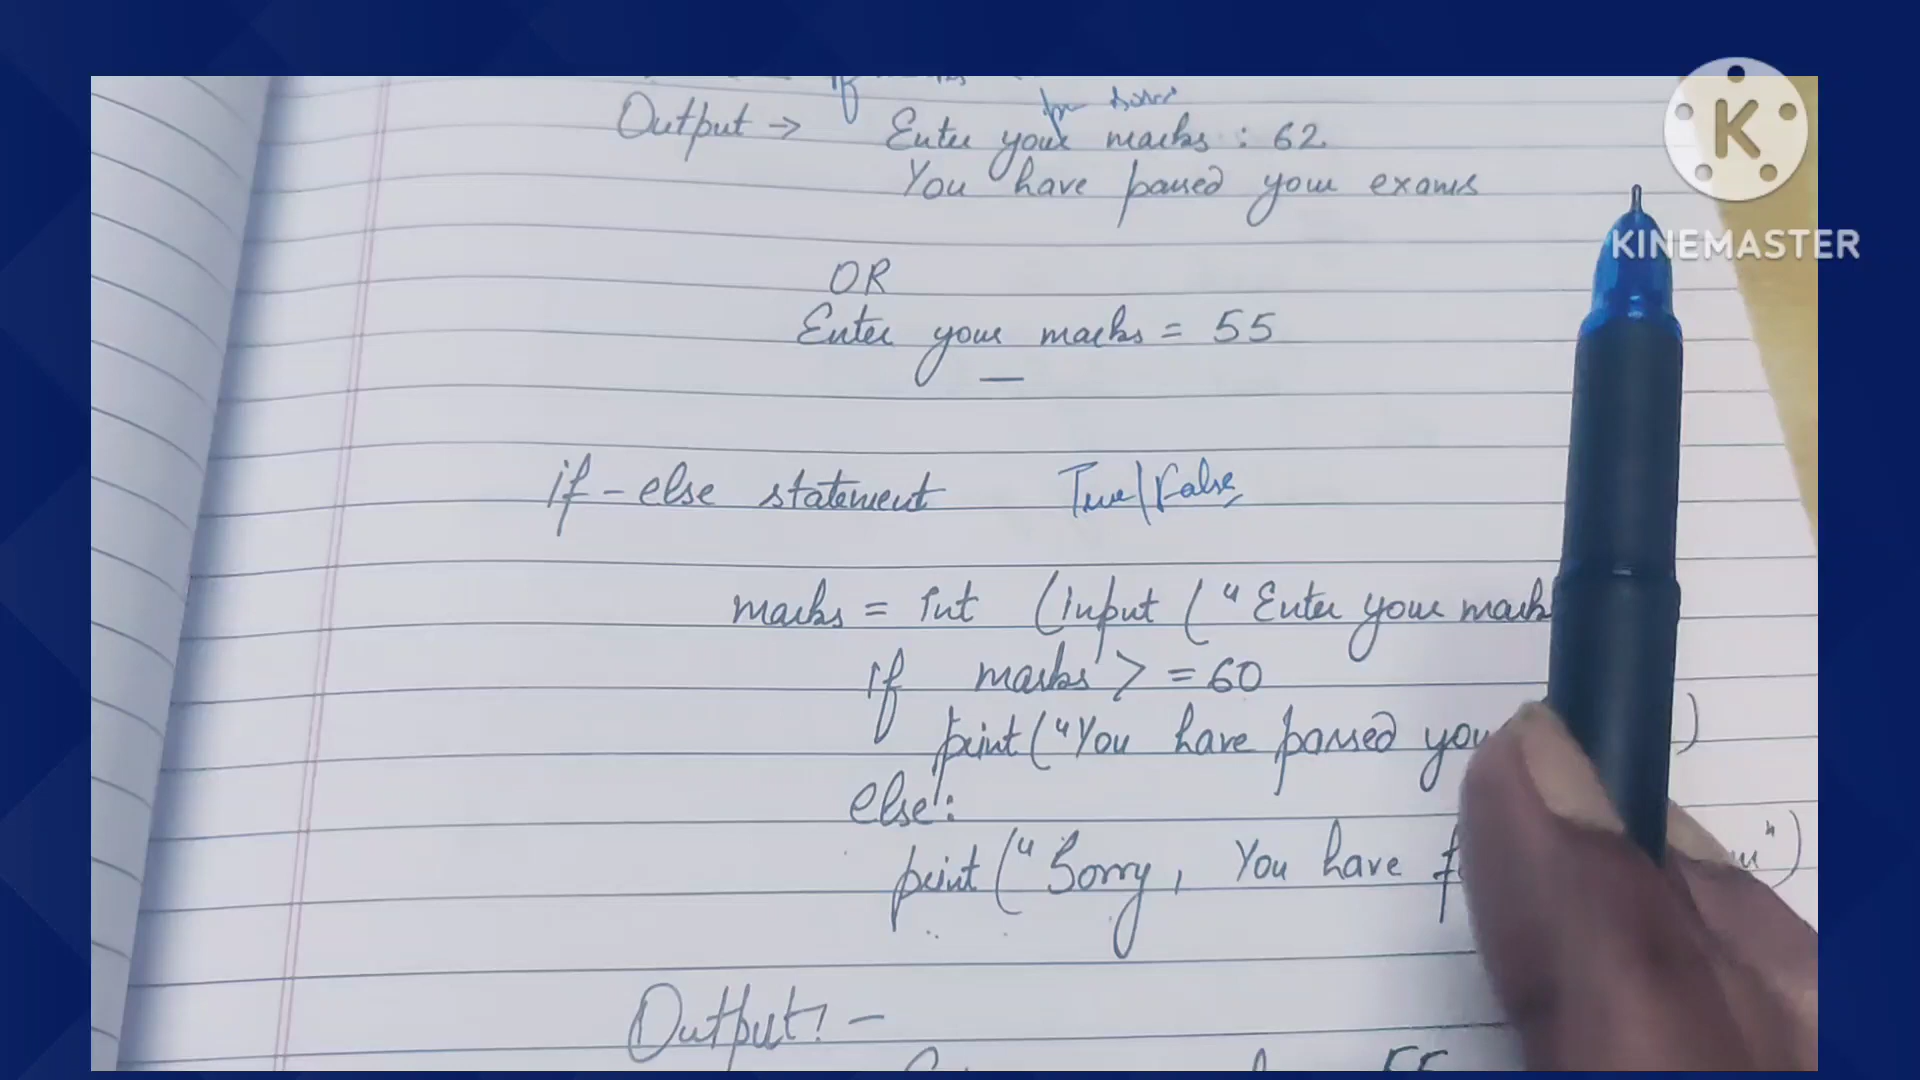 if
Output → Enter your marks : 62
You have passed your exams
OR
Enter your marks = 55
—
if-else statement True|False
marks = int (input ("Enter your mark
if marks >= 60
print("You have passed you )
else:
print("Sorry, You have f m")
Output:-
55
K
KINEMASTER